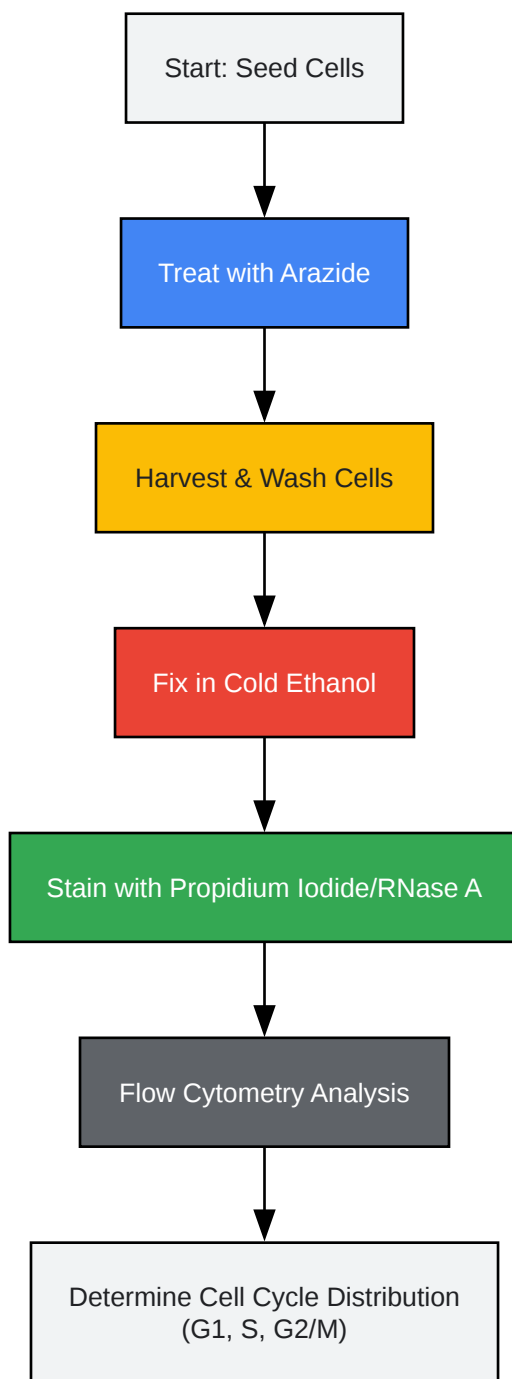 Start: Seed Cells
Treat with Arazide
Harvest & Wash Cells
Fix in Cold Ethanol
Stain with Propidium Iodide/RNase A
Flow Cytometry Analysis
Determine Cell Cycle Distribution
(G1, S, G2/M)